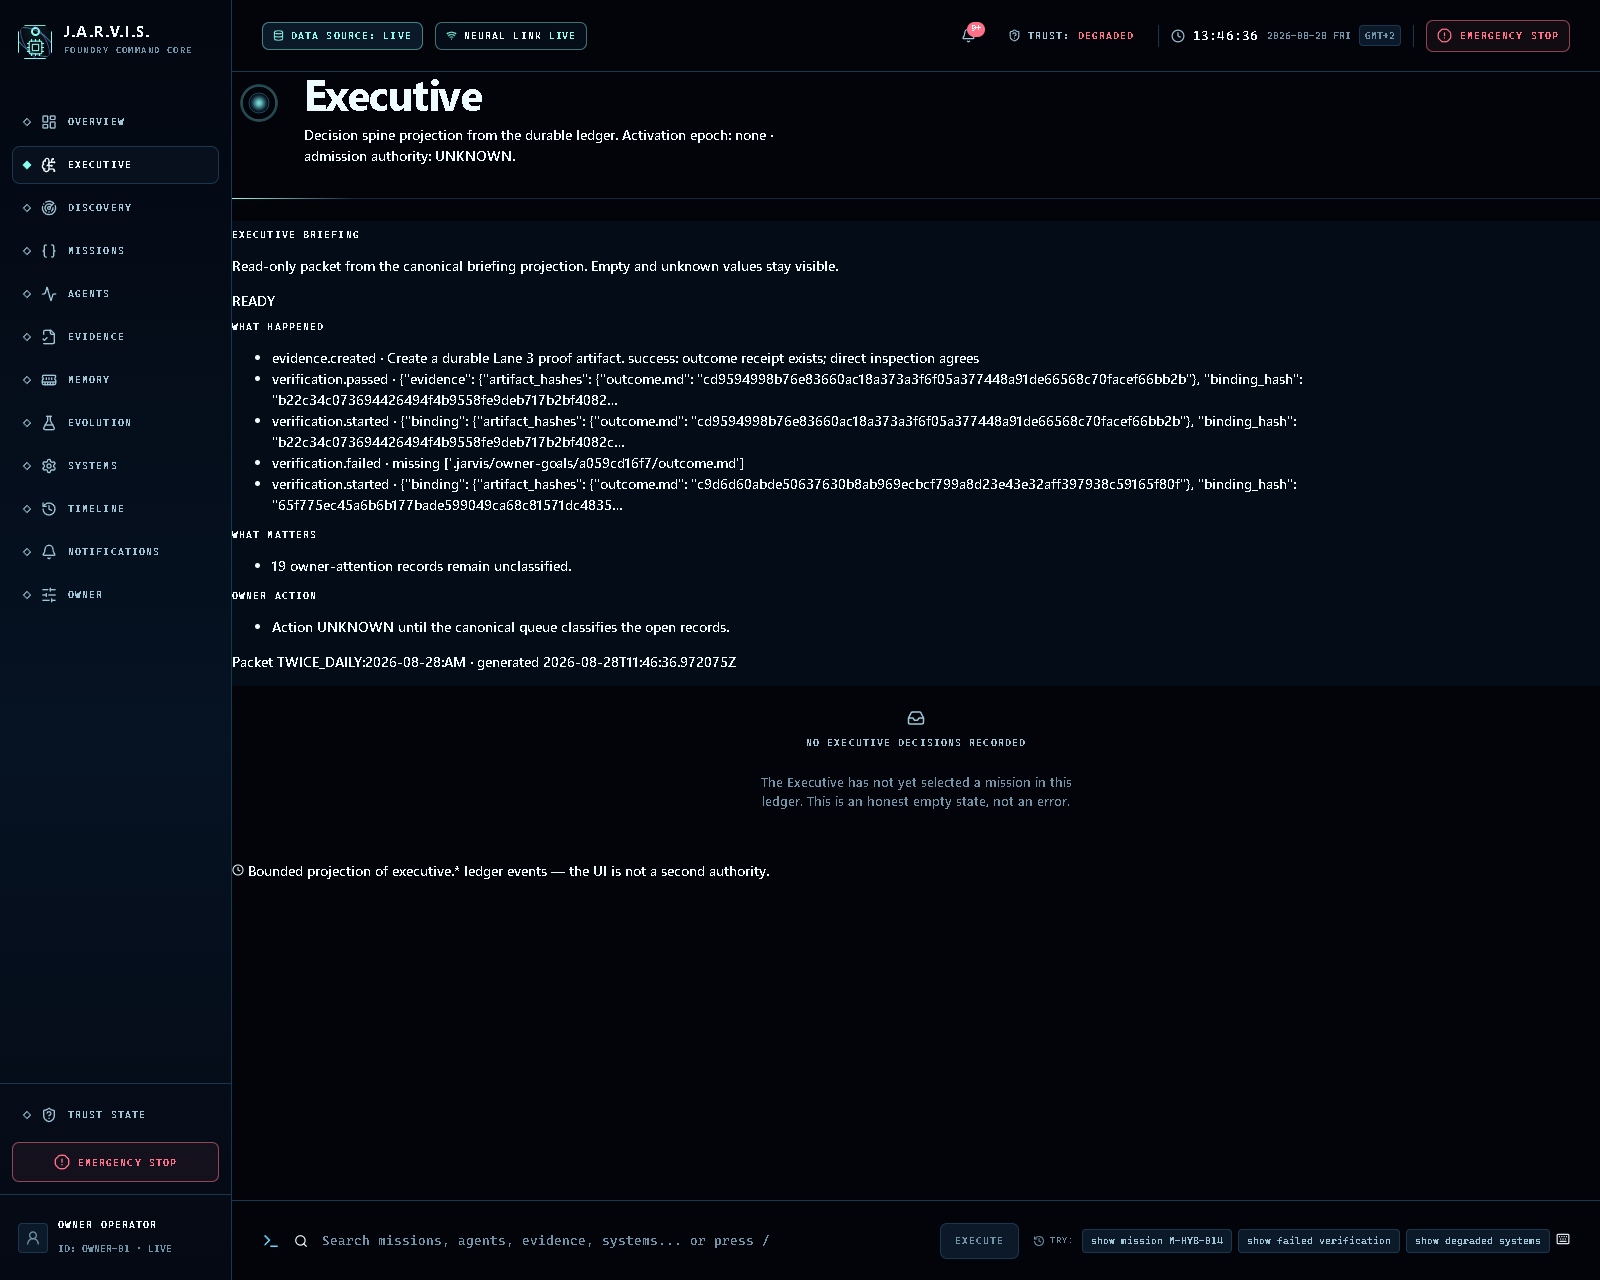 J.A.R.V.I.S.
FOUNDRY COMMAND CORE
DATA SOURCE: LIVE
NEURAL LINK LIVE
9+
TRUST: DEGRADED
13:46:36 2026-08-28 FRI GMT+2
EMERGENCY STOP
OVERVIEW
EXECUTIVE
DISCOVERY
MISSIONS
AGENTS
EVIDENCE
MEMORY
EVOLUTION
SYSTEMS
TIMELINE
NOTIFICATIONS
OWNER
TRUST STATE
EMERGENCY STOP
OWNER OPERATOR
ID: OWNER-01 • LIVE
Executive
Decision spine projection from the durable ledger. Activation epoch: none ·
admission authority: UNKNOWN.
EXECUTIVE BRIEFING
Read-only packet from the canonical briefing projection. Empty and unknown values stay visible.
READY
WHAT HAPPENED
• evidence.created · Create a durable Lane 3 proof artifact. success: outcome receipt exists; direct inspection agrees
• verification.passed · {"evidence": {"artifact_hashes": {"outcome.md": "cd9594998b76e83660ac18a373a3f6f05a377448a91de66568c70facef66bb2b"}, "binding_hash":
"b22c34c073694426494f4b9558fe9deb717b2bf4082...
• verification.started · {"binding": {"artifact_hashes": {"outcome.md": "cd9594998b76e83660ac18a373a3f6f05a377448a91de66568c70facef66bb2b"}, "binding_hash":
"b22c34c073694426494f4b9558fe9deb717b2bf4082c...
• verification.failed · missing ['.jarvis/owner-goals/a059cd16f7/outcome.md']
• verification.started · {"binding": {"artifact_hashes": {"outcome.md": "c9d6d60abde50637630b8ab969ecbcf799a8d23e43e32aff397938c59165f80f"}, "binding_hash":
"65f775ec45a6b6b177bade599049ca68c81571dc4835...
WHAT MATTERS
• 19 owner-attention records remain unclassified.
OWNER ACTION
• Action UNKNOWN until the canonical queue classifies the open records.
Packet TWICE_DAILY:2026-08-28:AM · generated 2026-08-28T11:46:36.972075Z
NO EXECUTIVE DECISIONS RECORDED
The Executive has not yet selected a mission in this
ledger. This is an honest empty state, not an error.
Bounded projection of executive.* ledger events — the UI is not a second authority.
Search missions, agents, evidence, systems... or press /
EXECUTE
TRY:
show mission M-HYB-014
show failed verification
show degraded systems